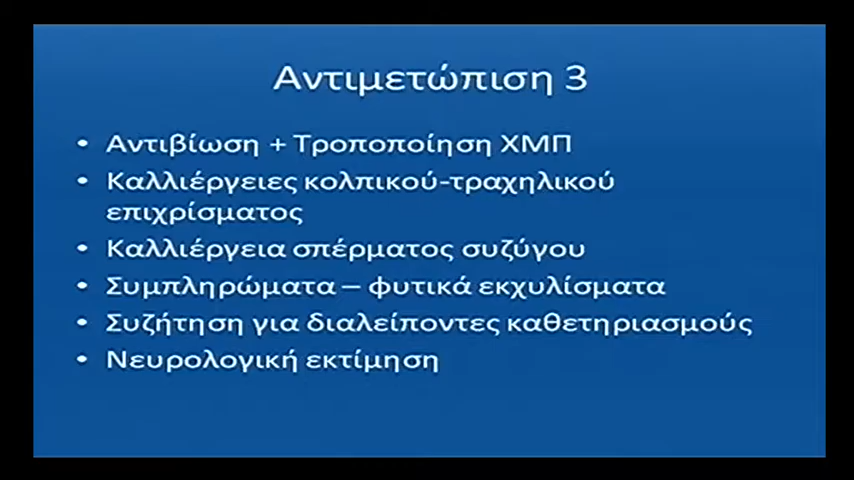 Αντιμετώπιση 3
• Αντιβίωση + Τροποποίηση ΧΜΠ
• Καλλιέργειες κολπικού-τραχηλικού
επιχρίσματος
• Καλλιέργεια σπέρματος συζύγου
• Συμπληρώματα – φυτικά εκχυλίσματα
• Συζήτηση για διαλείποντες καθετηριασμούς
• Νευρολογική εκτίμηση